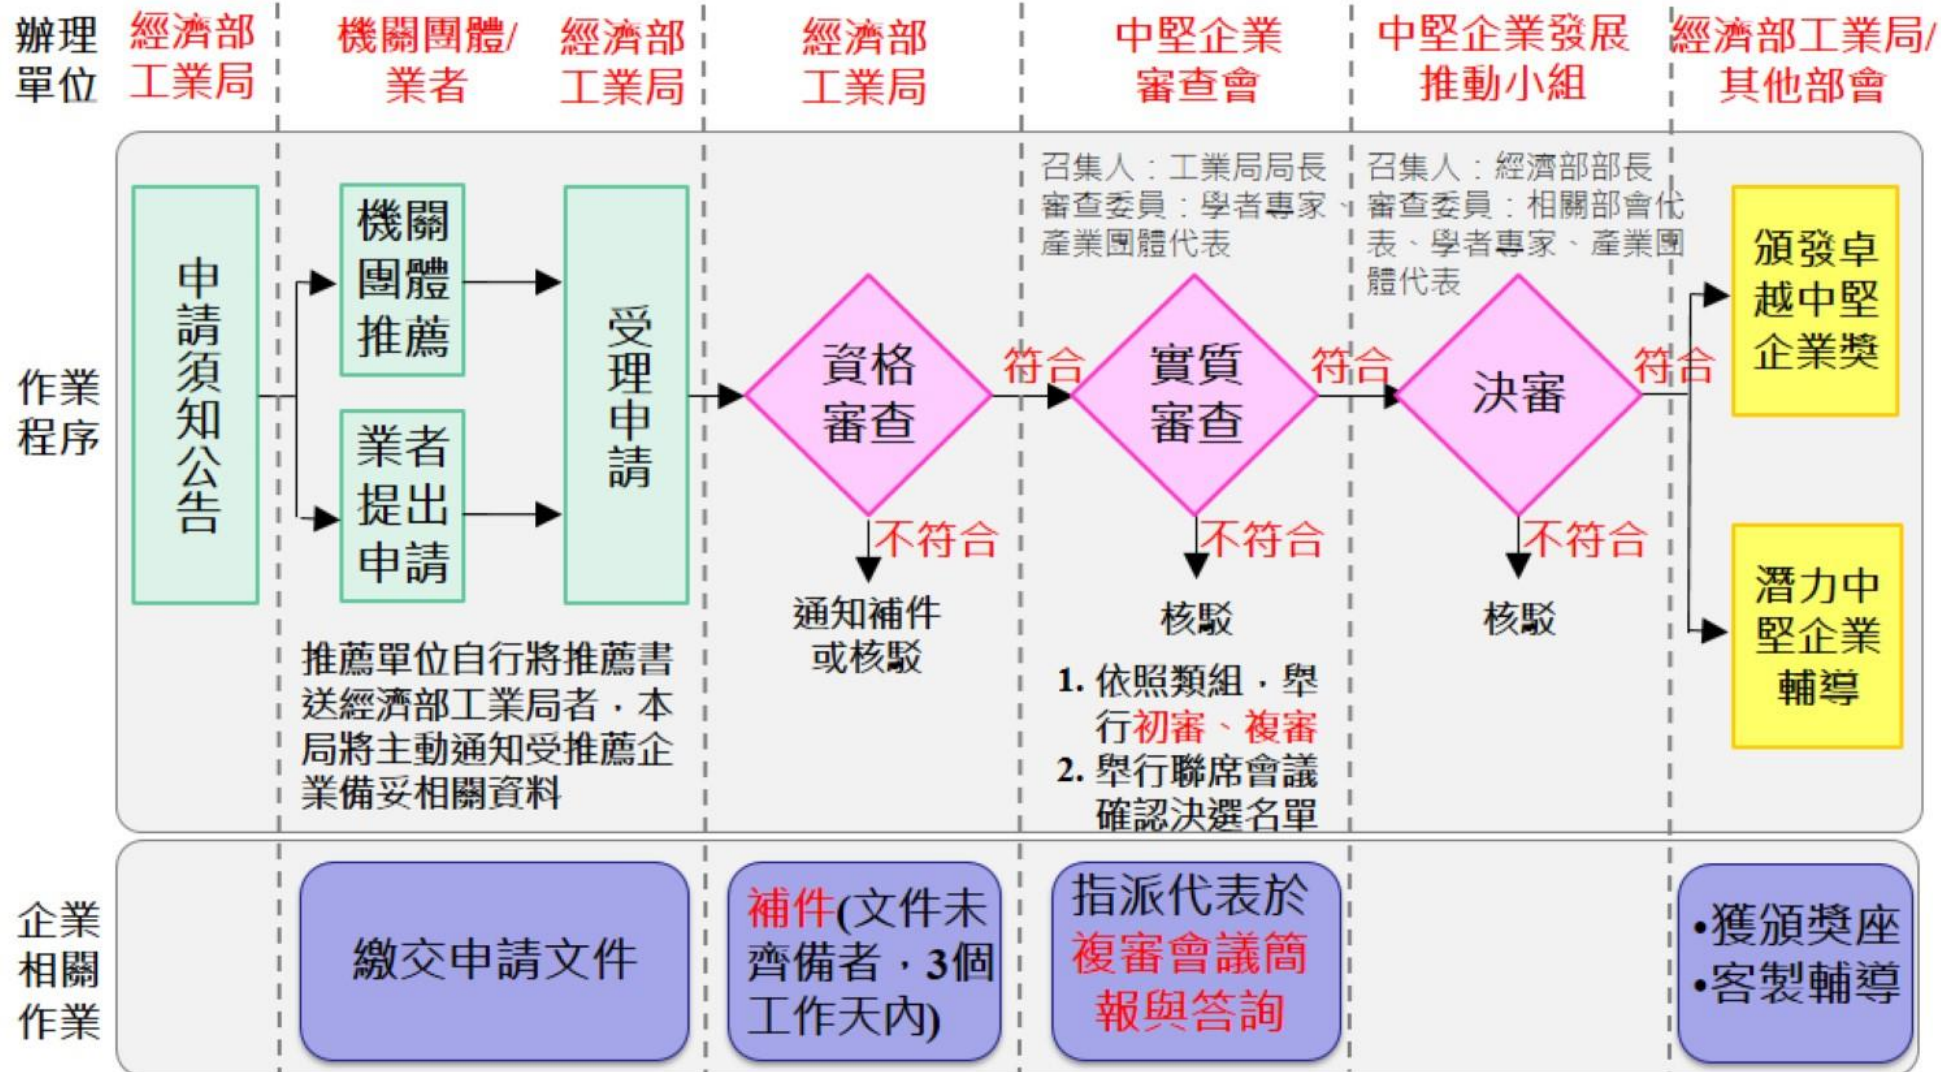 辦理
單位
經濟部
工業局
機關團體/
業者
經濟部
工業局
經濟部
工業局
中堅企業
審查會
中堅企業發展
推動小組
經濟部工業局/
其他部會
作業
程序
申請須知公告
機關
團體
推薦
業者
提出
申請
受理申請
推薦單位自行將推薦書
送經濟部工業局者，本
局將主動通知受推薦企
業備妥相關資料
資格
審查
符合
不符合
通知補件
或核駁
召集人：工業局局長
審查委員：學者專家、
產業團體代表
實質
審查
符合
不符合
核駁
1. 依照類組，舉
行初審、複審
2. 舉行聯席會議
確認決選名單
召集人：經濟部部長
審查委員：相關部會代
表、學者專家、產業團
體代表
決審
符合
不符合
核駁
頒發卓
越中堅
企業獎
潛力中
堅企業
輔導
企業
相關
作業
繳交申請文件
補件(文件未
齊備者，3個
工作天內)
指派代表於
複審會議簡
報與答詢
•獲頒獎座
•客製輔導